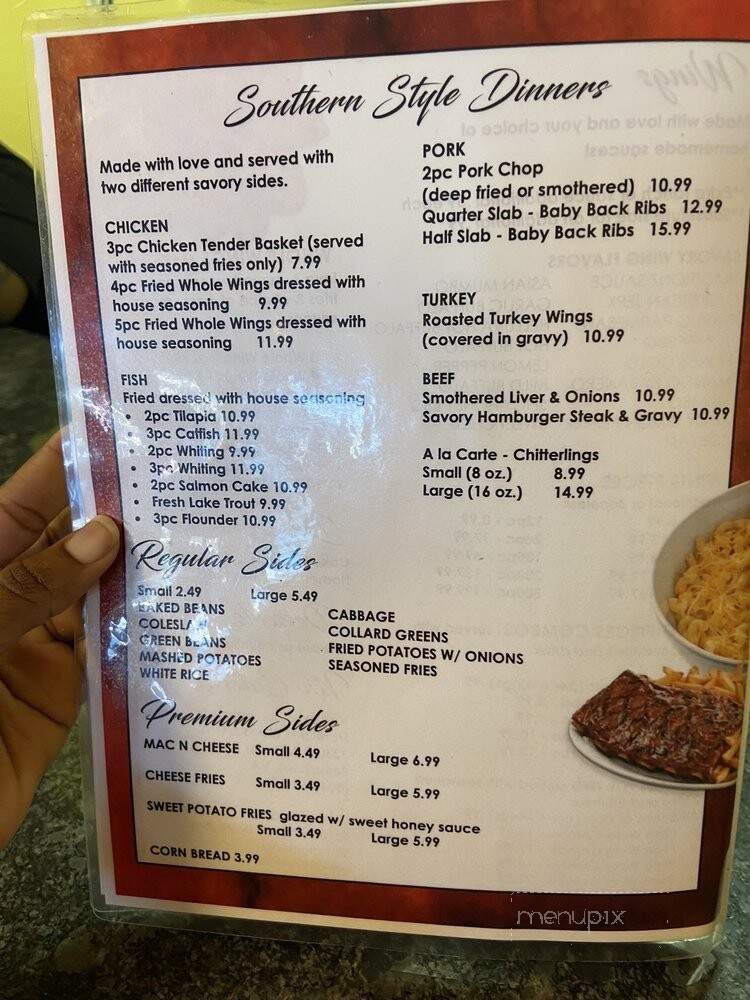 Southern Style Dinners
Made with love and served with
two different savory sides.
CHICKEN
3pc Chicken Tender Basket (served
with seasoned fries only) 7.99
4pc Fried Whole Wings dressed with
house seasoning 9.99
5pc Fried Whole Wings dressed with
house seasoning 11.99
FISH
Fried dressed with house seasoning
• 2pc Tilapia 10.99
• 3pc Catfish 11.99
• 2pc Whiting 9.99
• 3pc Whiting 11.99
• 2pc Salmon Cake 10.99
• Fresh Lake Trout 9.99
• 3pc Flounder 10.99
PORK
2pc Pork Chop
(deep fried or smothered) 10.99
Quarter Slab - Baby Back Ribs 12.99
Half Slab - Baby Back Ribs 15.99
TURKEY
Roasted Turkey Wings
(covered in gravy) 10.99
BEEF
Smothered Liver & Onions 10.99
Savory Hamburger Steak & Gravy 10.99
A la Carte - Chitterlings
Small (8 oz.) 8.99
Large (16 oz.) 14.99
Regular Sides
Small 2.49 Large 5.49
BAKED BEANS
COLESLAW
GREEN BEANS
MASHED POTATOES
WHITE RICE
CABBAGE
COLLARD GREENS
FRIED POTATOES W/ ONIONS
SEASONED FRIES
Premium Sides
MAC N CHEESE Small 4.49 Large 6.99
CHEESE FRIES Small 3.49 Large 5.99
SWEET POTATO FRIES glazed w/ sweet honey sauce
Small 3.49 Large 5.99
CORN BREAD 3.99
menupix